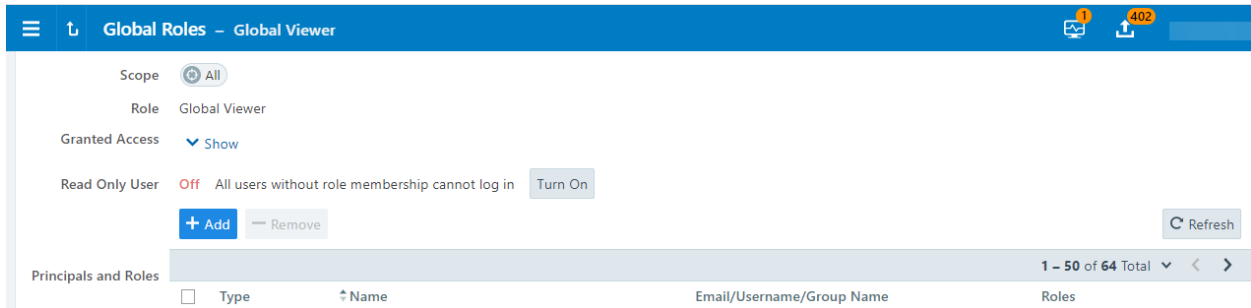 Global Roles – Global Viewer
1
402
Scope All
Role Global Viewer
Granted Access Show
Read Only User Off All users without role membership cannot log in Turn On
+ Add − Remove Refresh
1 – 50 of 64 Total
Principals and Roles
Type Name Email/Username/Group Name Roles